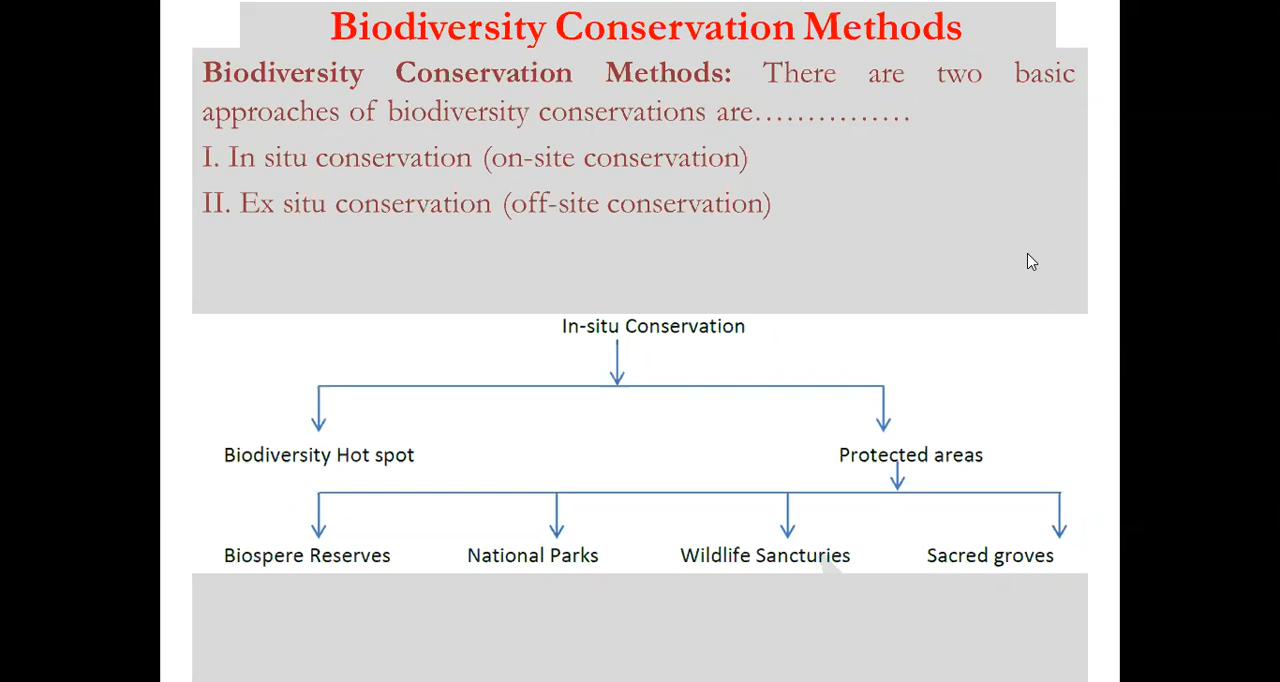 Biodiversity Conservation Methods
Biodiversity Conservation Methods: There are two basic
approaches of biodiversity conservations are……………
I. In situ conservation (on-site conservation)
II. Ex situ conservation (off-site conservation)
In-situ Conservation
Biodiversity Hot spot Protected areas
Biospere Reserves National Parks Wildlife Sancturies Sacred groves